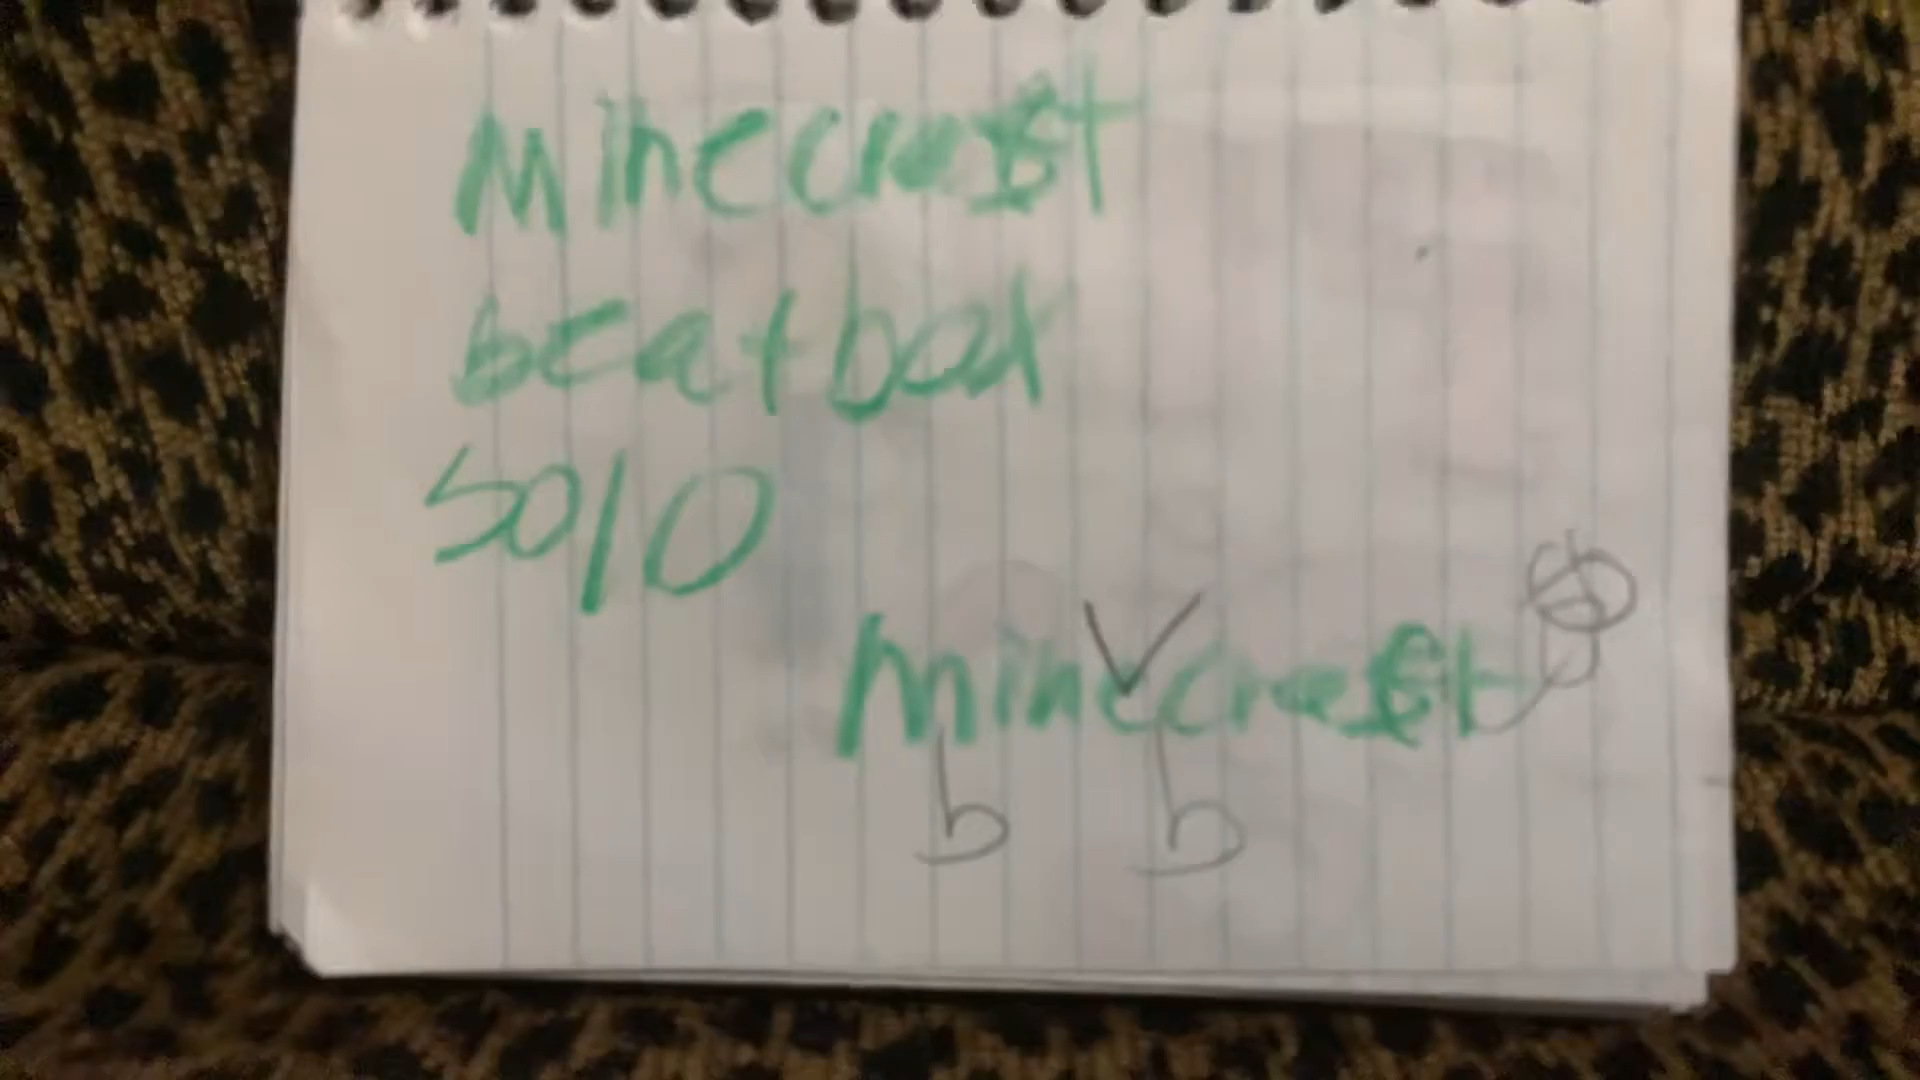 Minecraft
beatbox
solo
minecraft
b b